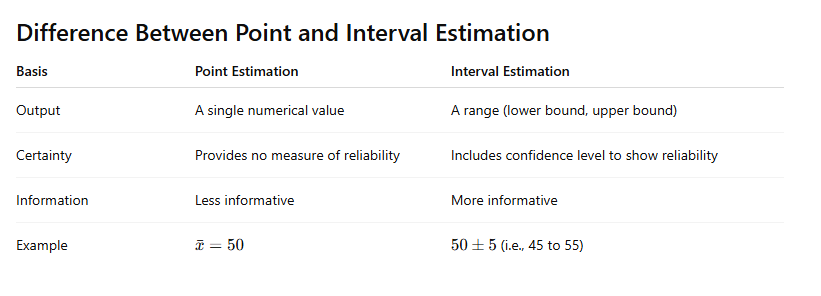 Difference Between Point and Interval Estimation
Basis Point Estimation Interval Estimation
Output A single numerical value A range (lower bound, upper bound)
Certainty Provides no measure of reliability Includes confidence level to show reliability
Information Less informative More informative
Example x̄ = 50 50 ± 5 (i.e., 45 to 55)